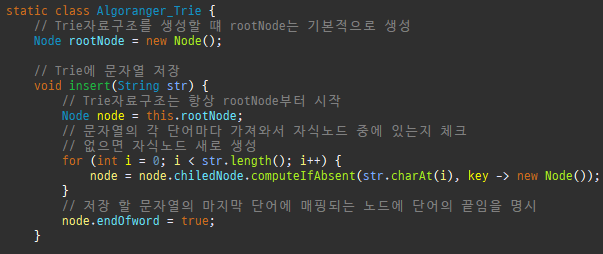 static class Algoranger_Trie {
// Trie자료구조를 생성할 때 rootNode는 기본적으로 생성
Node rootNode = new Node();
// Trie에 문자열 저장
void insert(String str) {
// Trie자료구조는 항상 rootNode부터 시작
Node node = this.rootNode;
// 문자열의 각 단어마다 가져와서 자식노드 중에 있는지 체크
// 없으면 자식노드 새로 생성
for (int i = 0; i < str.length(); i++) {
node = node.chiledNode.computeIfAbsent(str.charAt(i), key -> new Node());
}
// 저장 할 문자열의 마지막 단어에 매핑되는 노드에 단어의 끝임을 명시
node.endOfword = true;
}